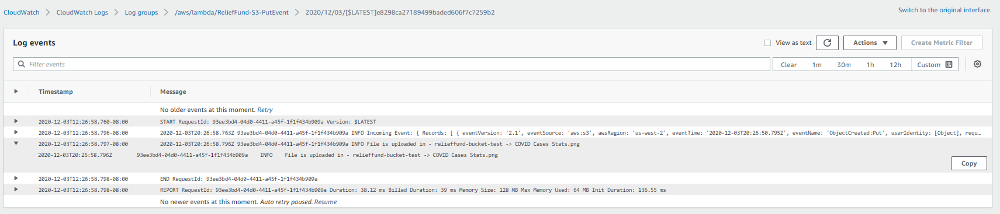 CloudWatch > CloudWatch Logs > Log groups > /aws/lambda/ReliefFund-S3-PutEvent > 2020/12/03/[$LATEST]e8298ca27189499baded606f7c7259b2
Switch to the original interface.
Log events
View as text
Actions
Create Metric Filter
Filter events
Clear 1m 30m 1h 12h Custom
Timestamp Message
No older events at this moment. Retry
2020-12-03T12:26:58.760-08:00 START RequestId: 93ee3bd4-04d0-4411-a45f-1f1f434b909a Version: $LATEST
2020-12-03T12:26:58.796-08:00 2020-12-03T20:26:58.763Z 93ee3bd4-04d0-4411-a45f-1f1f434b909a INFO Incoming Event: { Records: [ { eventVersion: '2.1', eventSource: 'aws:s3', awsRegion: 'us-west-2', eventTime: '2020-12-03T20:26:50.795Z', eventName: 'ObjectCreated:Put', userIdentity: [Object], requ…
2020-12-03T12:26:58.797-08:00 2020-12-03T20:26:58.796Z 93ee3bd4-04d0-4411-a45f-1f1f434b909a INFO File is uploaded in - relieffund-bucket-test -> COVID Cases Stats.png
2020-12-03T20:26:58.796Z 93ee3bd4-04d0-4411-a45f-1f1f434b909a INFO File is uploaded in - relieffund-bucket-test -> COVID Cases Stats.png
Copy
2020-12-03T12:26:58.798-08:00 END RequestId: 93ee3bd4-04d0-4411-a45f-1f1f434b909a
2020-12-03T12:26:58.798-08:00 REPORT RequestId: 93ee3bd4-04d0-4411-a45f-1f1f434b909a Duration: 38.12 ms Billed Duration: 39 ms Memory Size: 128 MB Max Memory Used: 64 MB Init Duration: 136.55 ms
No newer events at this moment. Auto retry paused. Resume